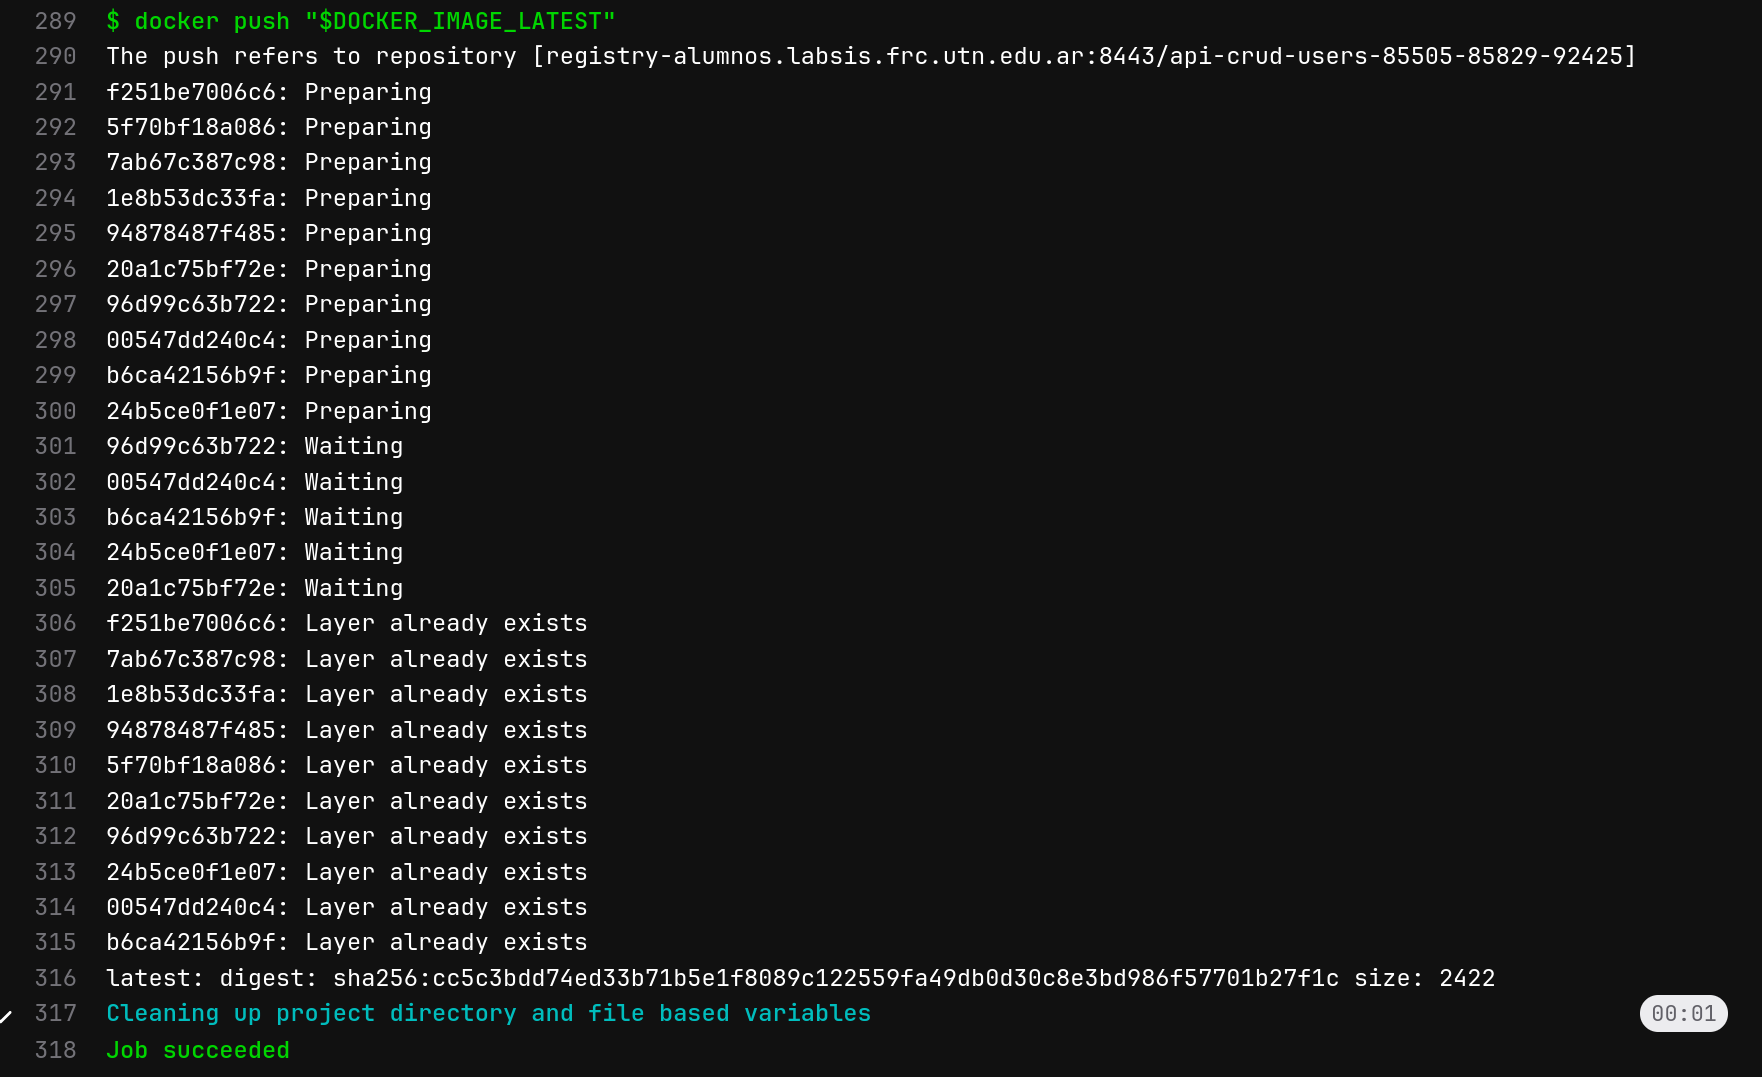 289 $ docker push "$DOCKER_IMAGE_LATEST"
290 The push refers to repository [registry-alumnos.labsis.frc.utn.edu.ar:8443/api-crud-users-85505-85829-92425]
291 f251be7006c6: Preparing
292 5f70bf18a086: Preparing
293 7ab67c387c98: Preparing
294 1e8b53dc33fa: Preparing
295 94878487f485: Preparing
296 20a1c75bf72e: Preparing
297 96d99c63b722: Preparing
298 00547dd240c4: Preparing
299 b6ca42156b9f: Preparing
300 24b5ce0f1e07: Preparing
301 96d99c63b722: Waiting
302 00547dd240c4: Waiting
303 b6ca42156b9f: Waiting
304 24b5ce0f1e07: Waiting
305 20a1c75bf72e: Waiting
306 f251be7006c6: Layer already exists
307 7ab67c387c98: Layer already exists
308 1e8b53dc33fa: Layer already exists
309 94878487f485: Layer already exists
310 5f70bf18a086: Layer already exists
311 20a1c75bf72e: Layer already exists
312 96d99c63b722: Layer already exists
313 24b5ce0f1e07: Layer already exists
314 00547dd240c4: Layer already exists
315 b6ca42156b9f: Layer already exists
316 latest: digest: sha256:cc5c3bdd74ed33b71b5e1f8089c122559fa49db0d30c8e3bd986f57701b27f1c size: 2422
317 Cleaning up project directory and file based variables 00:01
318 Job succeeded